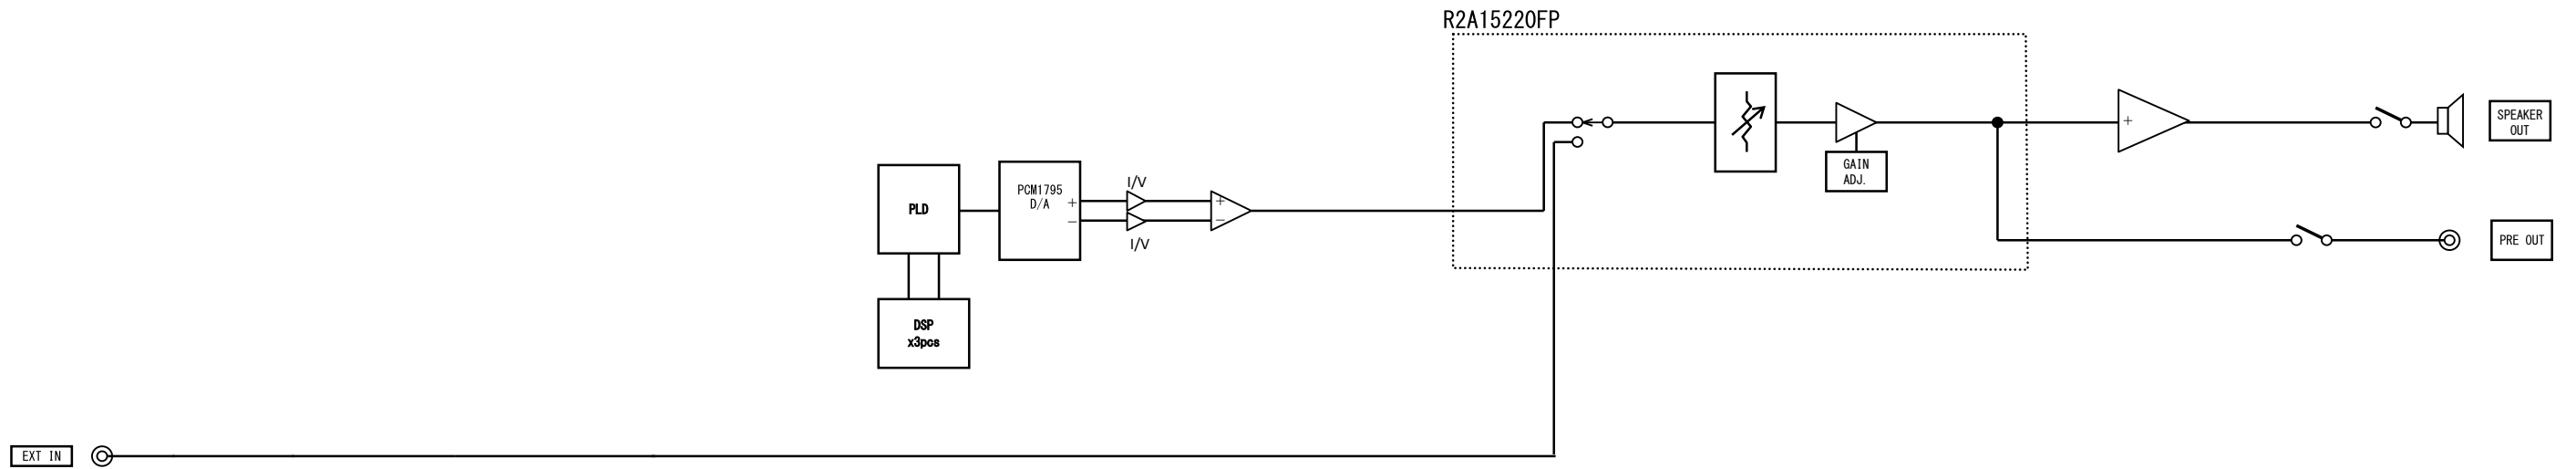 R2A15220FP
SPEAKER
OUT
GAIN
ADJ.
I/V
PCM1795
D/A
+
−
+
−
+
PLD
I/V
PRE OUT
DSP
x3pcs
EXT IN